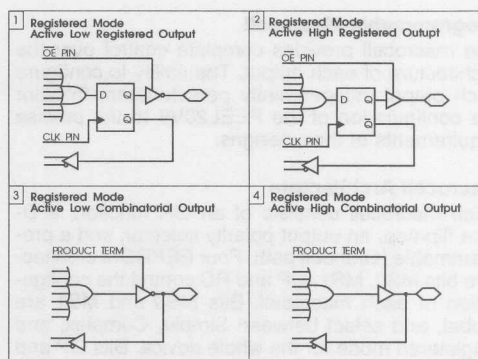 1
Registered Mode
Active Low Registered Output
OE PIN
D Q
Q
CLK PIN
2
Registered Mode
Active High Registered Outupt
OE PIN
D Q
Q
CLK PIN
3
Registered Mode
Active Low Combinatorial Output
PRODUCT TERM
4
Registered Mode
Active High Combinatorial Output
PRODUCT TERM